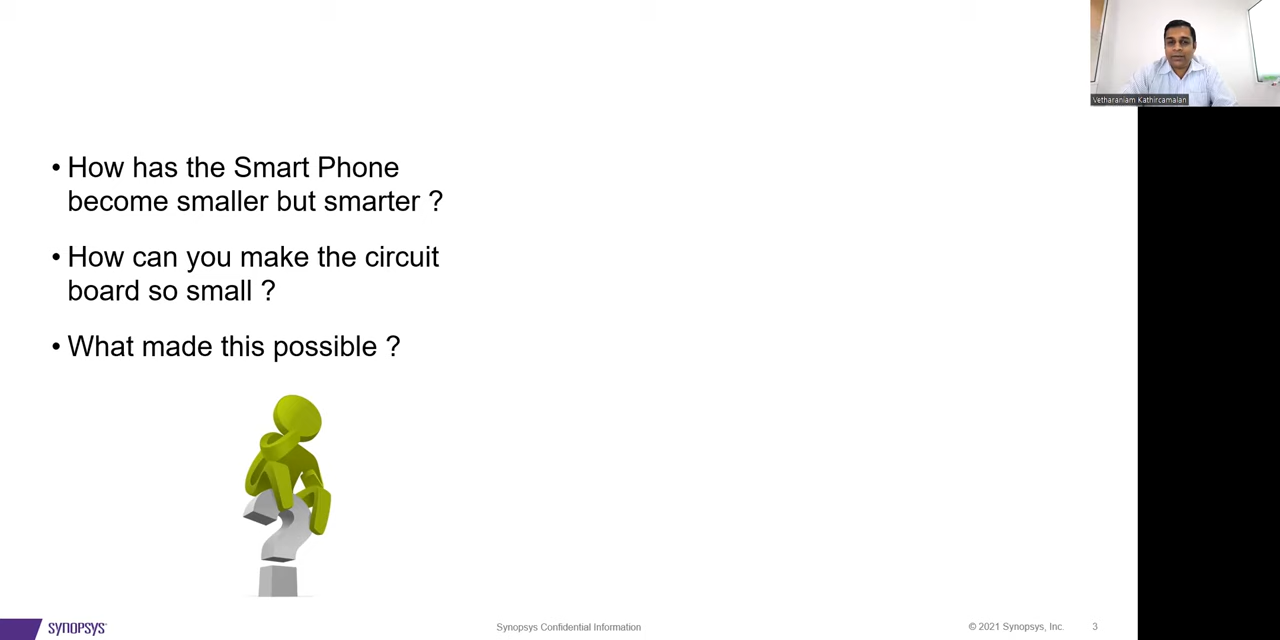 Vetharaniam Kathircamalan
• How has the Smart Phone
become smaller but smarter ?
• How can you make the circuit
board so small ?
• What made this possible ?
SYNOPSYS
Synopsys Confidential Information
© 2021 Synopsys, Inc.
3